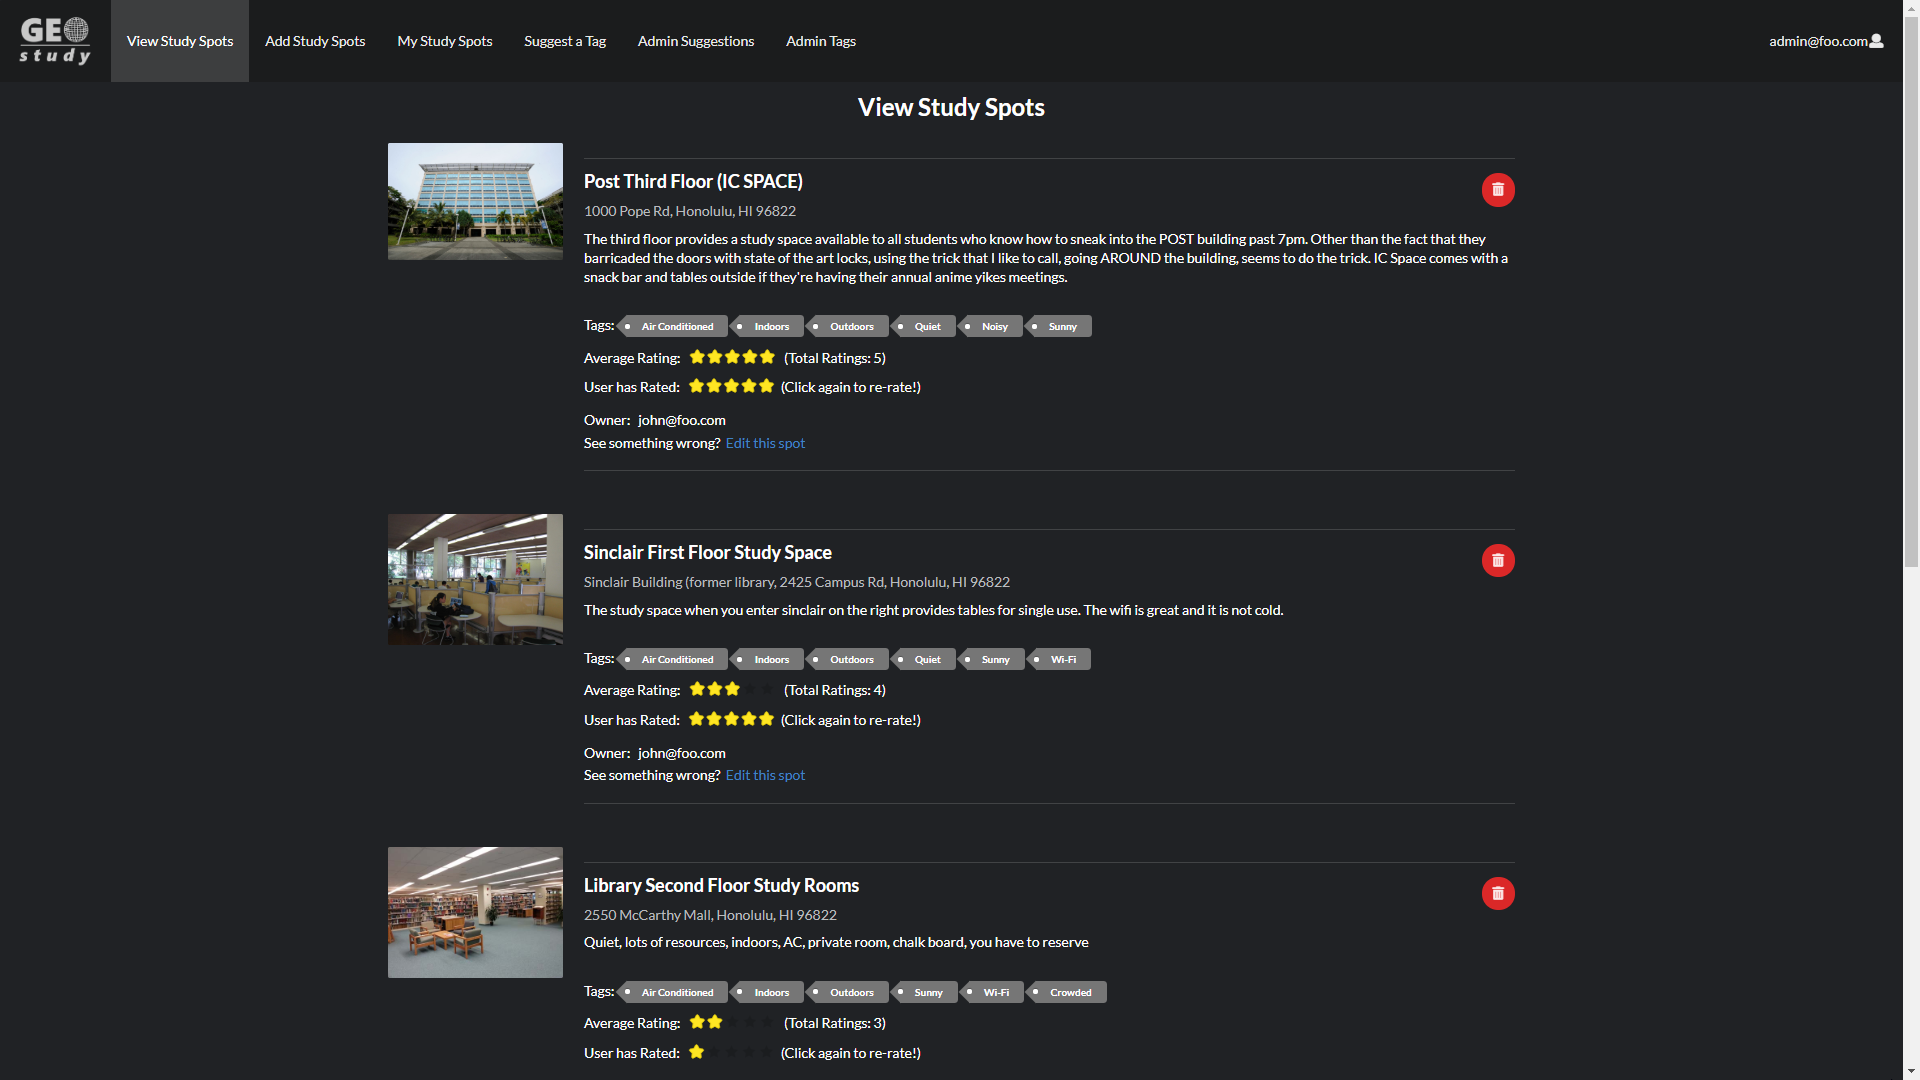 GEO
study
View Study Spots
Add Study Spots
My Study Spots
Suggest a Tag
Admin Suggestions
Admin Tags
admin@foo.com
View Study Spots
Post Third Floor (IC SPACE)
1000 Pope Rd, Honolulu, HI 96822
The third floor provides a study space available to all students who know how to sneak into the POST building past 7pm. Other than the fact that they
barricaded the doors with state of the art locks, using the trick that I like to call, going AROUND the building, seems to do the trick. IC Space comes with a
snack bar and tables outside if they're having their annual anime yikes meetings.
Tags: Air Conditioned Indoors Outdoors Quiet Noisy Sunny
Average Rating: (Total Ratings: 5)
User has Rated: (Click again to re-rate!)
Owner: john@foo.com
See something wrong? Edit this spot
Sinclair First Floor Study Space
Sinclair Building (former library, 2425 Campus Rd, Honolulu, HI 96822
The study space when you enter sinclair on the right provides tables for single use. The wifi is great and it is not cold.
Tags: Air Conditioned Indoors Outdoors Quiet Sunny Wi-Fi
Average Rating: (Total Ratings: 4)
User has Rated: (Click again to re-rate!)
Owner: john@foo.com
See something wrong? Edit this spot
Library Second Floor Study Rooms
2550 McCarthy Mall, Honolulu, HI 96822
Quiet, lots of resources, indoors, AC, private room, chalk board, you have to reserve
Tags: Air Conditioned Indoors Outdoors Sunny Wi-Fi Crowded
Average Rating: (Total Ratings: 3)
User has Rated: (Click again to re-rate!)